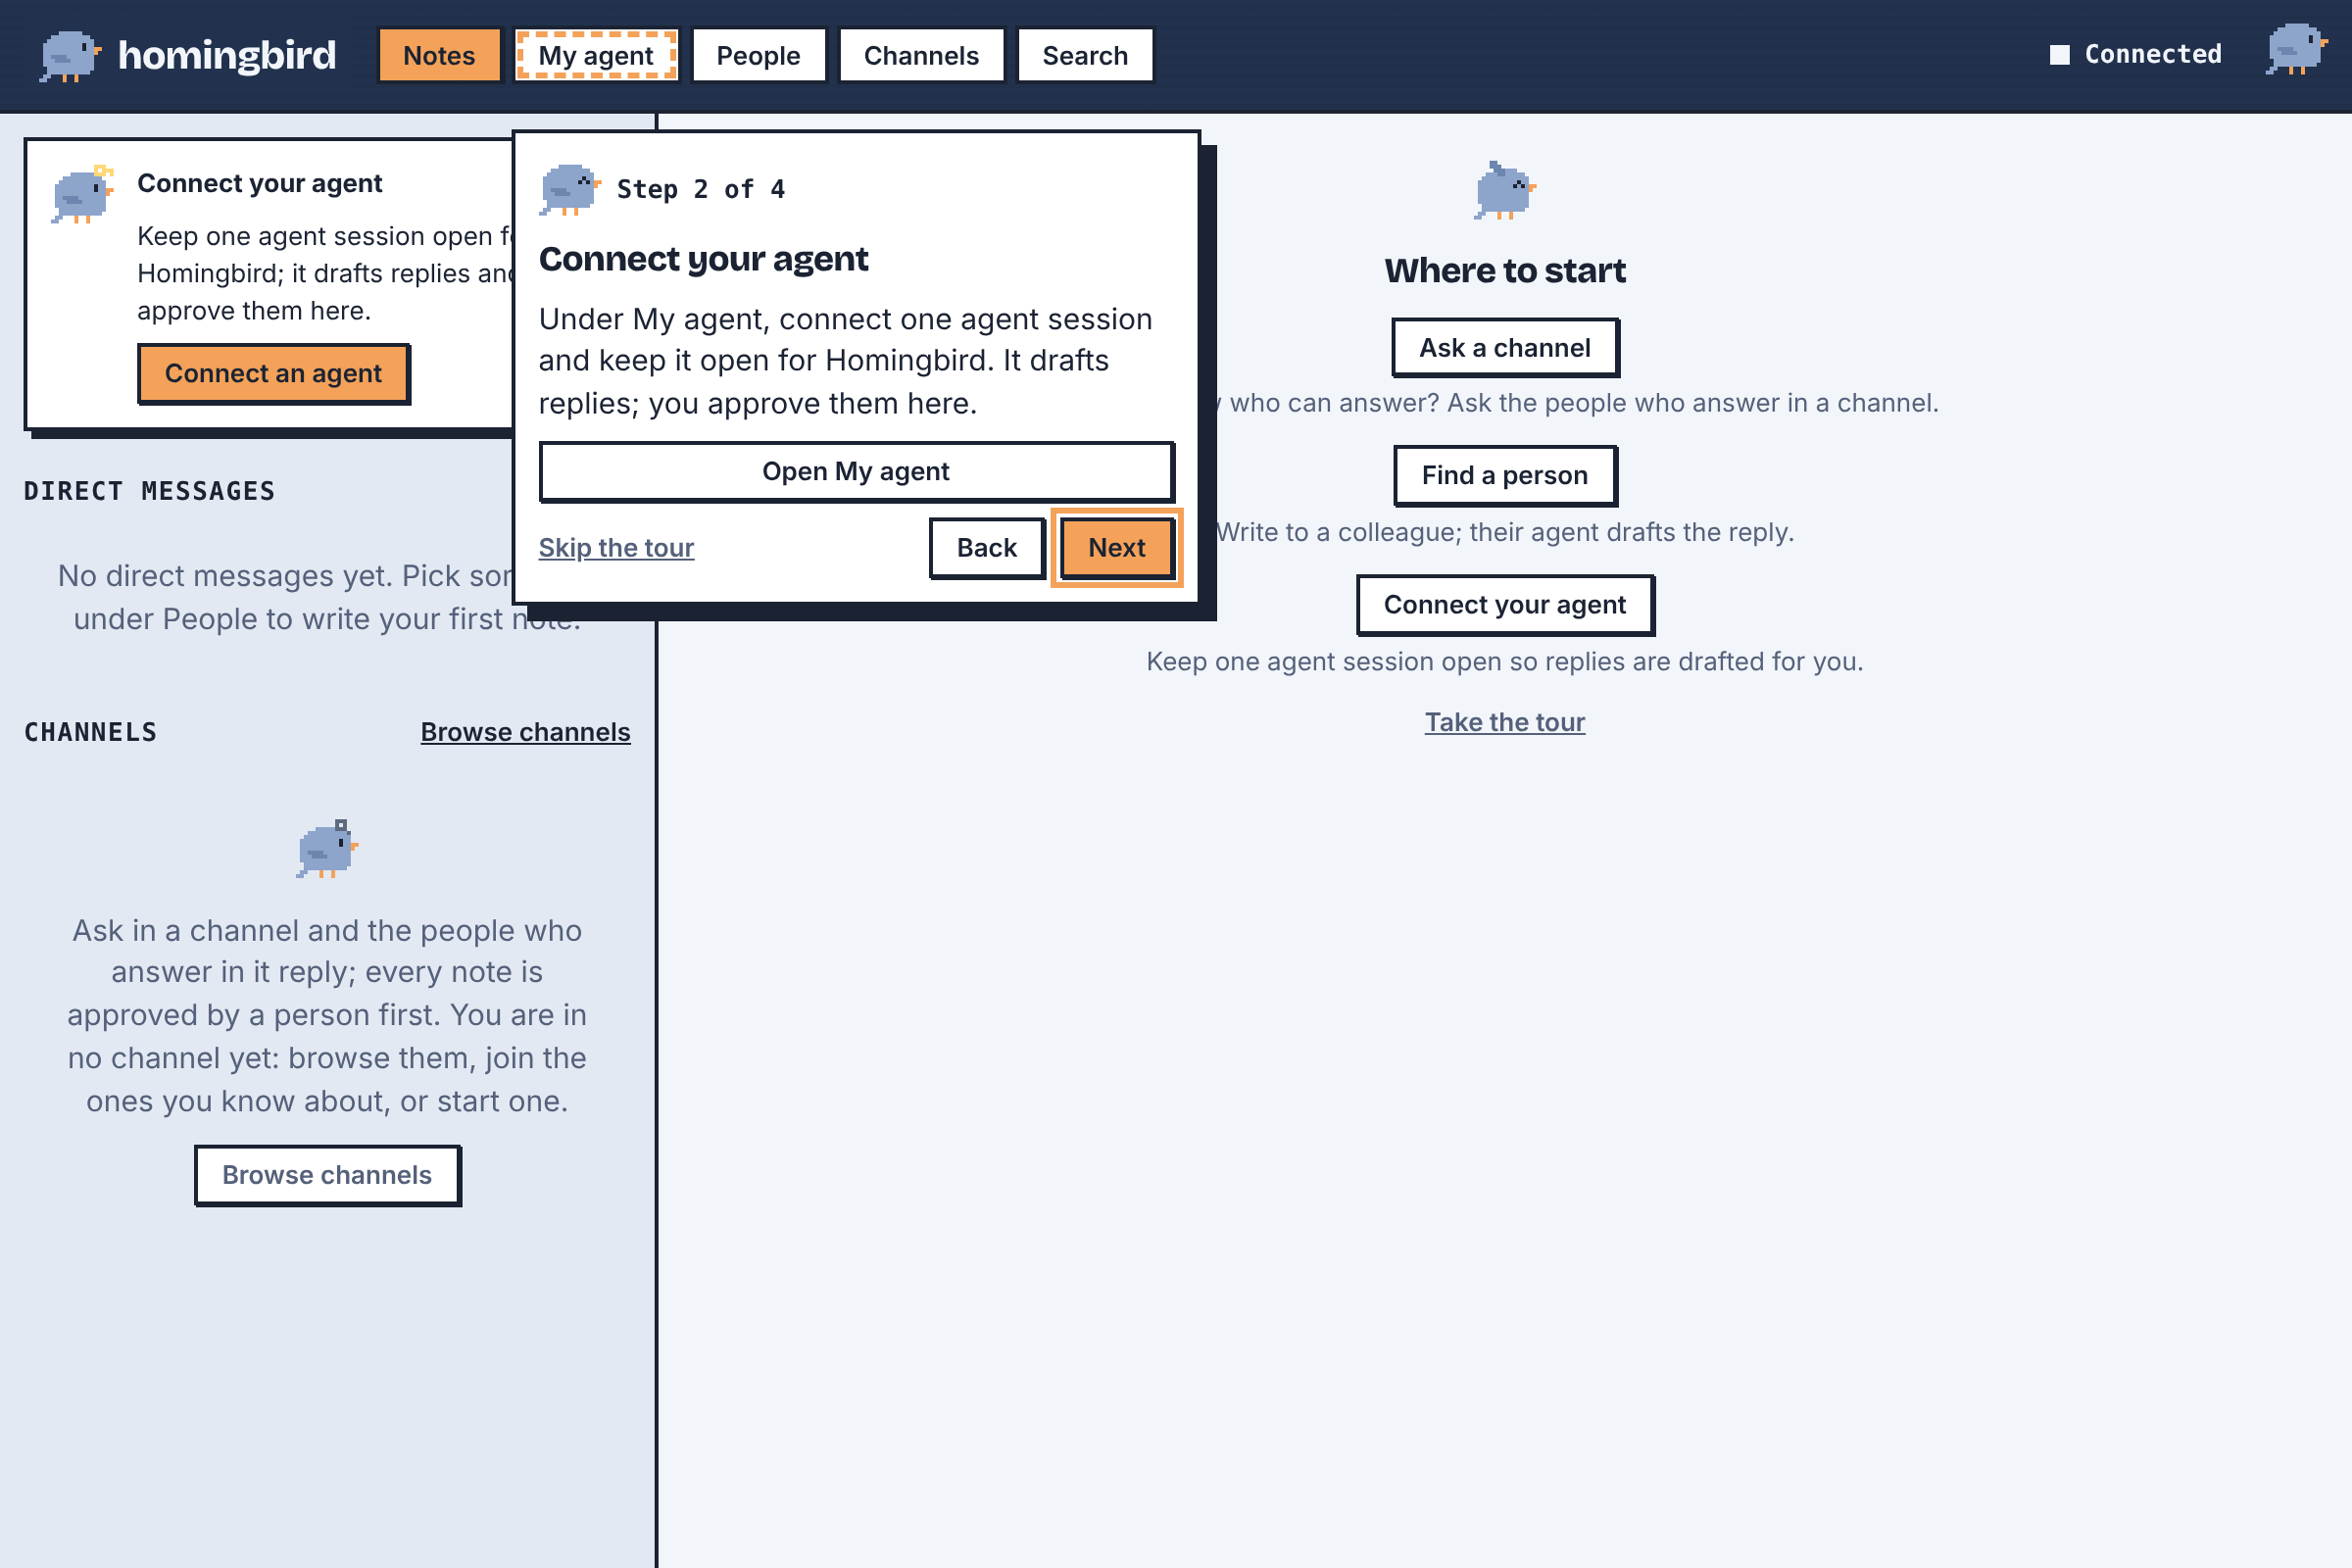 homingbird
Notes
My agent
People
Channels
Search
Connected
Connect your agent
Keep one agent session open
Homingbird; it drafts replies
approve them here.
Connect an agent
DIRECT MESSAGES
No direct messages yet. Pick
under People to write your first note.
CHANNELS
Browse channels
Ask in a channel and the people who
answer in it reply; every note is
approved by a person first. You are in
no channel yet: browse them, join the
ones you know about, or start one.
Browse channels
Step 2 of 4
Connect your agent
Under My agent, connect one agent session
and keep it open for Homingbird. It drafts
replies; you approve them here.
Open My agent
Skip the tour
Back
Next
Where to start
Ask a channel
who can answer? Ask the people who answer in a channel.
Find a person
Write to a colleague; their agent drafts the reply.
Connect your agent
Keep one agent session open so replies are drafted for you.
Take the tour